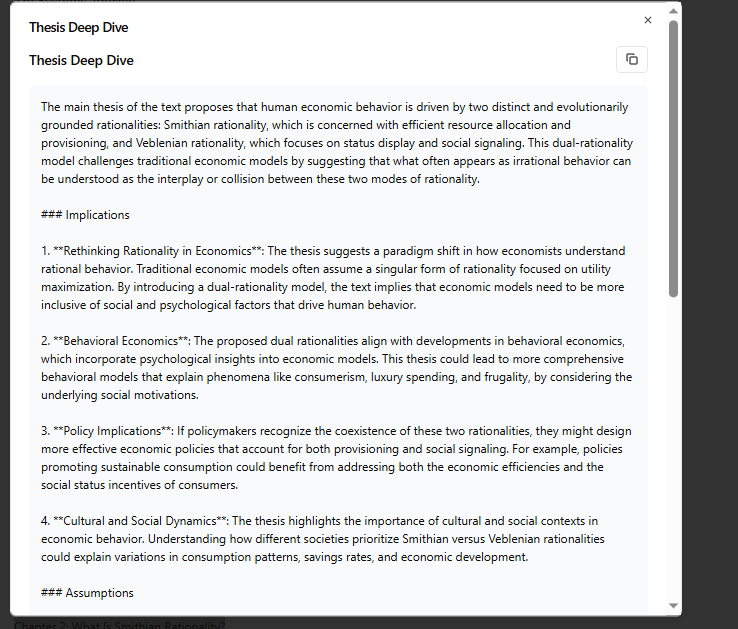 Thesis Deep Dive
Thesis Deep Dive
The main thesis of the text proposes that human economic behavior is driven by two distinct and evolutionarily
grounded rationalities: Smithian rationality, which is concerned with efficient resource allocation and
provisioning, and Veblenian rationality, which focuses on status display and social signaling. This dual-rationality
model challenges traditional economic models by suggesting that what often appears as irrational behavior can
be understood as the interplay or collision between these two modes of rationality.
### Implications
1. **Rethinking Rationality in Economics**: The thesis suggests a paradigm shift in how economists understand
rational behavior. Traditional economic models often assume a singular form of rationality focused on utility
maximization. By introducing a dual-rationality model, the text implies that economic models need to be more
inclusive of social and psychological factors that drive human behavior.
2. **Behavioral Economics**: The proposed dual rationalities align with developments in behavioral economics,
which incorporate psychological insights into economic models. This thesis could lead to more comprehensive
behavioral models that explain phenomena like consumerism, luxury spending, and frugality, by considering the
underlying social motivations.
3. **Policy Implications**: If policymakers recognize the coexistence of these two rationalities, they might design
more effective economic policies that account for both provisioning and social signaling. For example, policies
promoting sustainable consumption could benefit from addressing both the economic efficiencies and the
social status incentives of consumers.
4. **Cultural and Social Dynamics**: The thesis highlights the importance of cultural and social contexts in
economic behavior. Understanding how different societies prioritize Smithian versus Veblenian rationalities
could explain variations in consumption patterns, savings rates, and economic development.
### Assumptions
Chapter 2: What Is Smithian Rationality?